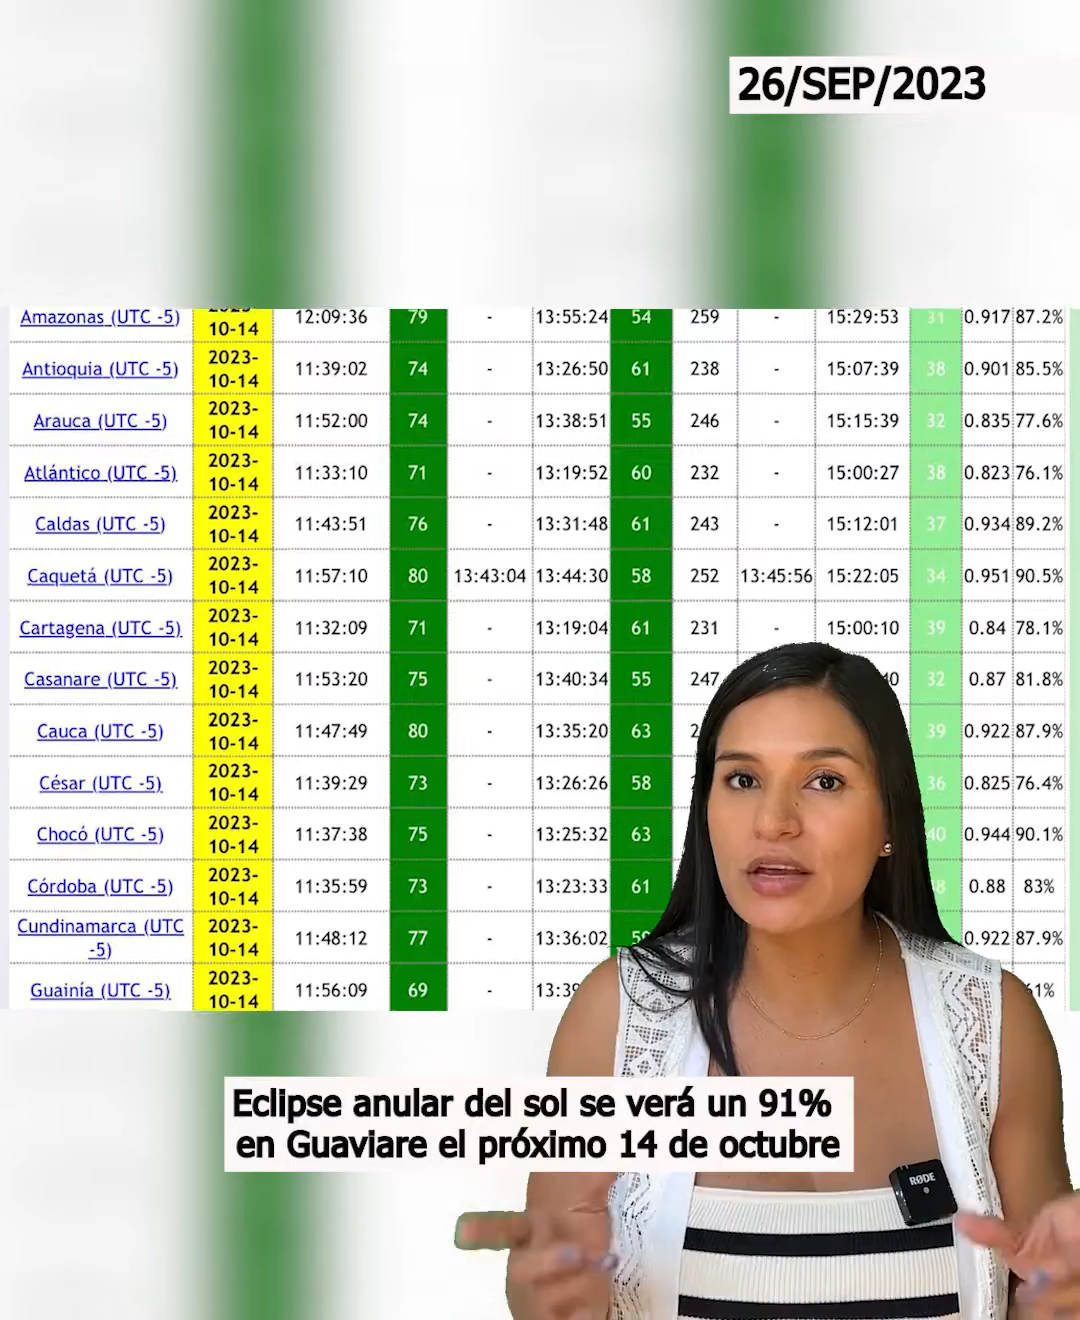 26/SEP/2023
Amazonas (UTC -5) 10-14 12:09:36 79 - 13:55:24 54 259 - 15:29:53 31 0.917 87.2%
Antioquia (UTC -5) 2023-10-14 11:39:02 74 - 13:26:50 61 238 - 15:07:39 38 0.901 85.5%
Arauca (UTC -5) 2023-10-14 11:52:00 74 - 13:38:51 55 246 - 15:15:39 32 0.835 77.6%
Atlántico (UTC -5) 2023-10-14 11:33:10 71 - 13:19:52 60 232 - 15:00:27 38 0.823 76.1%
Caldas (UTC -5) 2023-10-14 11:43:51 76 - 13:31:48 61 243 - 15:12:01 37 0.934 89.2%
Caquetá (UTC -5) 2023-10-14 11:57:10 80 13:43:04 13:44:30 58 252 13:45:56 15:22:05 34 0.951 90.5%
Cartagena (UTC -5) 2023-10-14 11:32:09 71 - 13:19:04 61 231 - 15:00:10 39 0.84 78.1%
Casanare (UTC -5) 2023-10-14 11:53:20 75 - 13:40:34 55 247 32 0.87 81.8%
Cauca (UTC -5) 2023-10-14 11:47:49 80 - 13:35:20 63 39 0.922 87.9%
César (UTC -5) 2023-10-14 11:39:29 73 - 13:26:26 58 36 0.825 76.4%
Chocó (UTC -5) 2023-10-14 11:37:38 75 - 13:25:32 63 40 0.944 90.1%
Córdoba (UTC -5) 2023-10-14 11:35:59 73 - 13:23:33 61 0.88 83%
Cundinamarca (UTC -5) 2023-10-14 11:48:12 77 - 13:36:02 59 0.922 87.9%
Guainía (UTC -5) 2023-10-14 11:56:09 69 -
Eclipse anular del sol se verá un 91%
en Guaviare el próximo 14 de octubre
RØDE